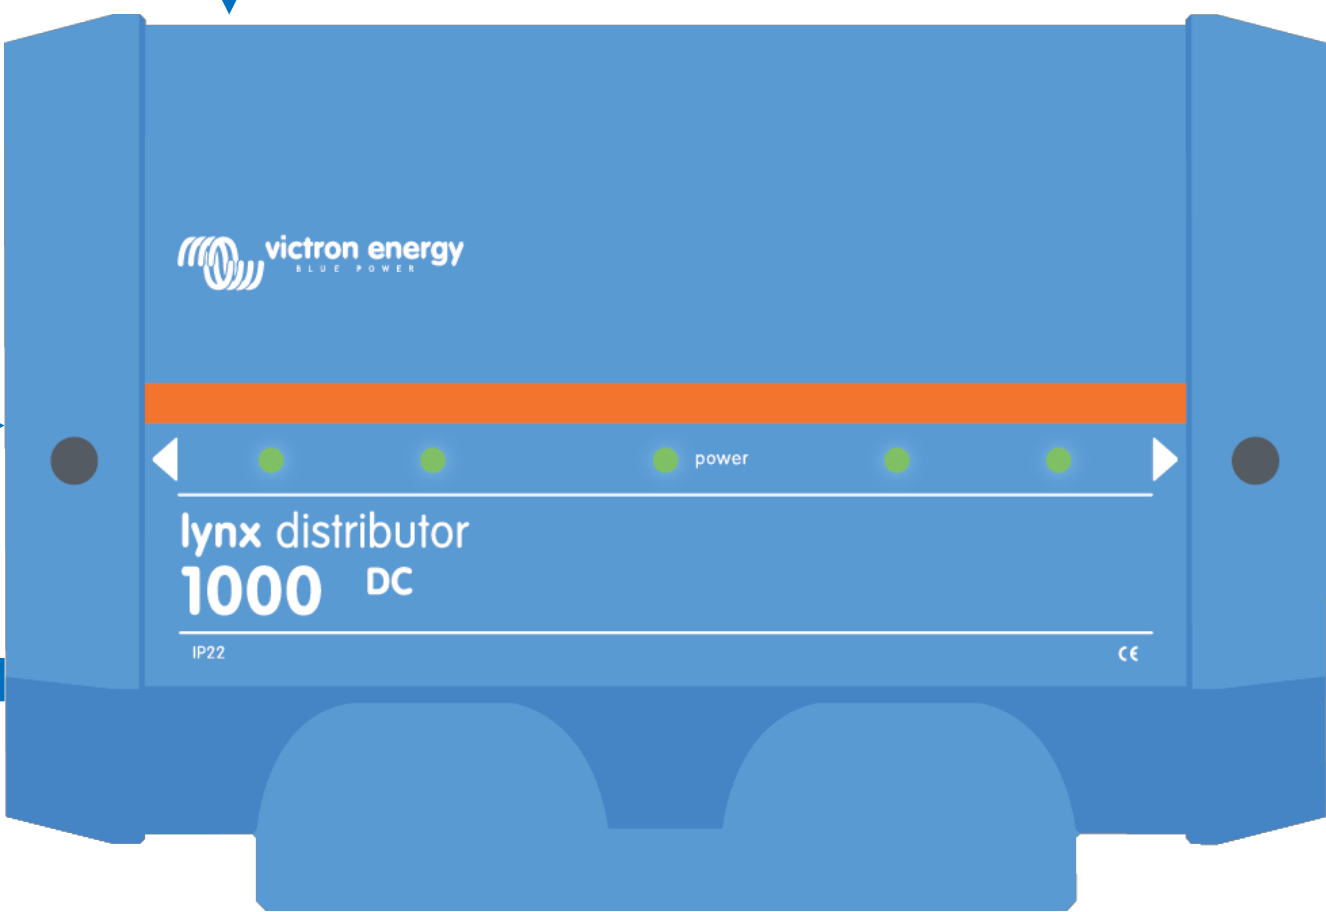 victron energy
BLUE POWER
power
lynx distributor
1000 DC
IP22 CE